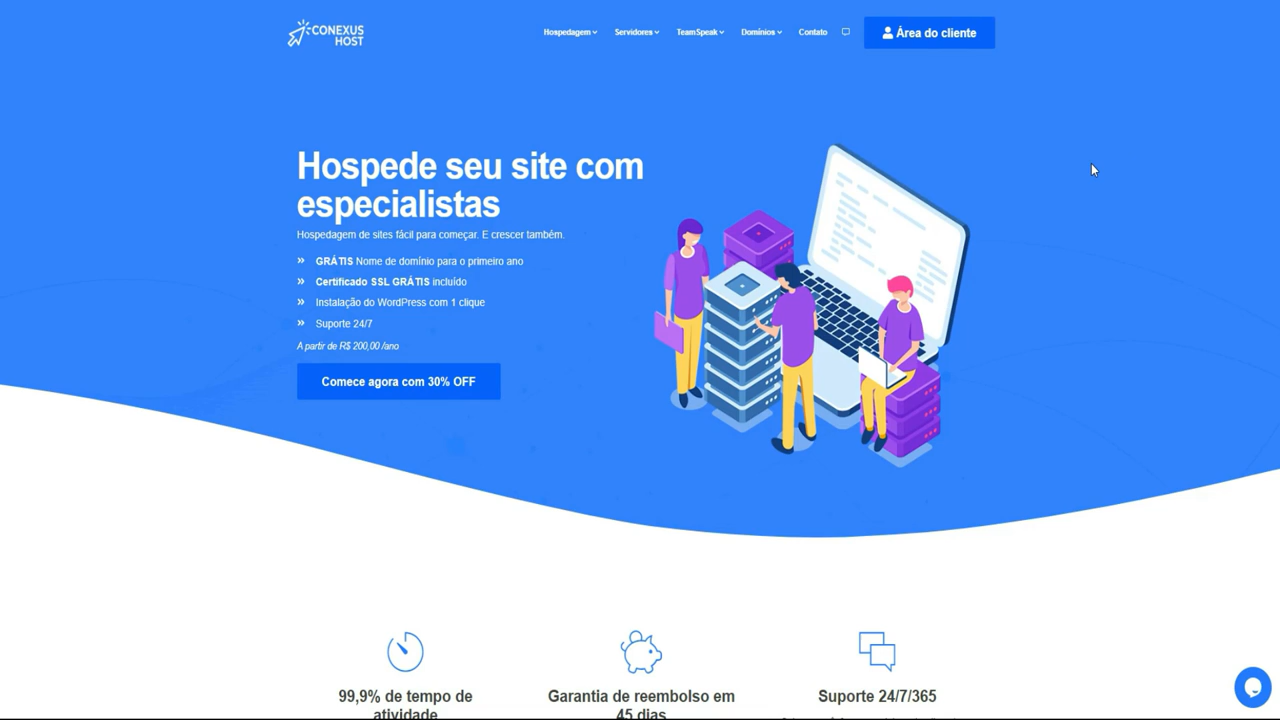 CONEXUS
HOST
Hospedagem
Servidores
TeamSpeak
Domínios
Contato
Área do cliente
Hospede seu site com
especialistas
Hospedagem de sites fácil para começar. E crescer também.
GRÁTIS Nome de domínio para o primeiro ano
Certificado SSL GRÁTIS incluído
Instalação do WordPress com 1 clique
Suporte 24/7
A partir de R$ 200,00 /ano
Comece agora com 30% OFF
99,9% de tempo de
atividade
Garantia de reembolso em
45 dias
Suporte 24/7/365